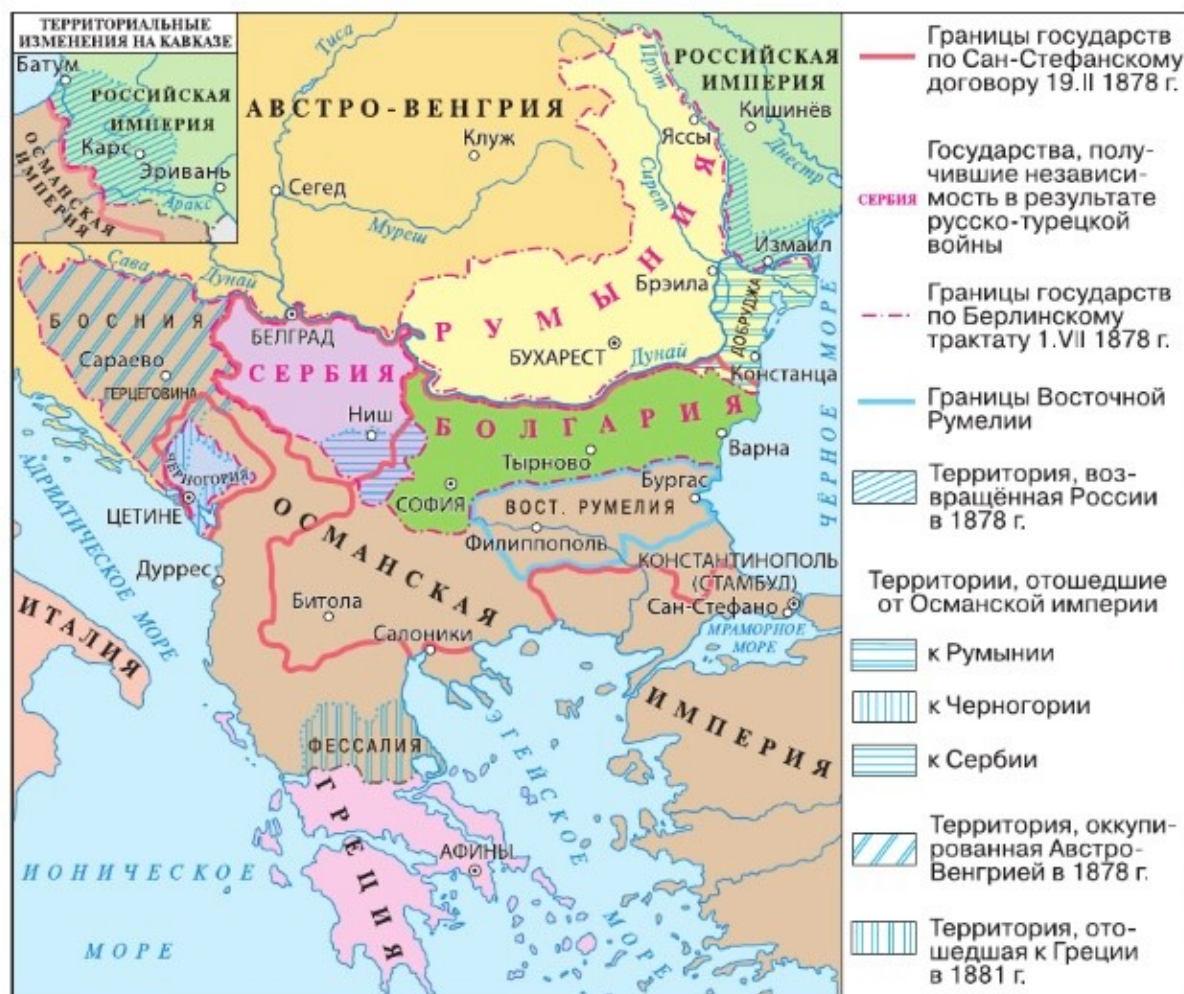 ТЕРРИТОРИАЛЬНЫЕ
ИЗМЕНЕНИЯ НА КАВКАЗЕ
Батум
РОССИЙСКАЯ
ИМПЕРИЯ
Карс
Эривань
Аракс
ОСМАНСКАЯ
ИМПЕРИЯ
Тиса
АВСТРО-ВЕНГРИЯ
Клуж
Сегед
Муреш
Прут
РОССИЙСКАЯ
ИМПЕРИЯ
Кишинёв
Яссы
Днестр
Сирет
Измаил
Брэила
РУМЫНИЯ
ДОБРУДЖА
БУХАРЕСТ
Дунай
Констанца
Сава
Дунай
БОСНИЯ
БЕЛГРАД
Сараево
ГЕРЦЕГОВИНА
СЕРБИЯ
Ниш
БОЛГАРИЯ
Варна
Тырново
СОФИЯ
Бургас
ВОСТ. РУМЕЛИЯ
Филиппополь
ЧЕРНОГОРИЯ
ЦЕТИНЕ
ЧЁРНОЕ МОРЕ
АДРИАТИЧЕСКОЕ МОРЕ
ОСМАНСКАЯ
Дуррес
Битола
Салоники
КОНСТАНТИНОПОЛЬ
(СТАМБУЛ)
Сан-Стефано
МРАМОРНОЕ
МОРЕ
ИТАЛИЯ
ИМПЕРИЯ
ФЕССАЛИЯ
ЭГЕЙСКОЕ
МОРЕ
ГРЕЦИЯ
АФИНЫ
ИОНИЧЕСКОЕ
МОРЕ
Границы государств
по Сан-Стефанскому
договору 19.II 1878 г.
СЕРБИЯ
Государства, полу-
чившие независи-
мость в результате
русско-турецкой
войны
Границы государств
по Берлинскому
трактату 1.VII 1878 г.
Границы Восточной
Румелии
Территория, воз-
вращённая России
в 1878 г.
Территории, отошедшие
от Османской империи
к Румынии
к Черногории
к Сербии
Территория, оккупи-
рованная Австро-
Венгрией в 1878 г.
Территория, ото-
шедшая к Греции
в 1881 г.